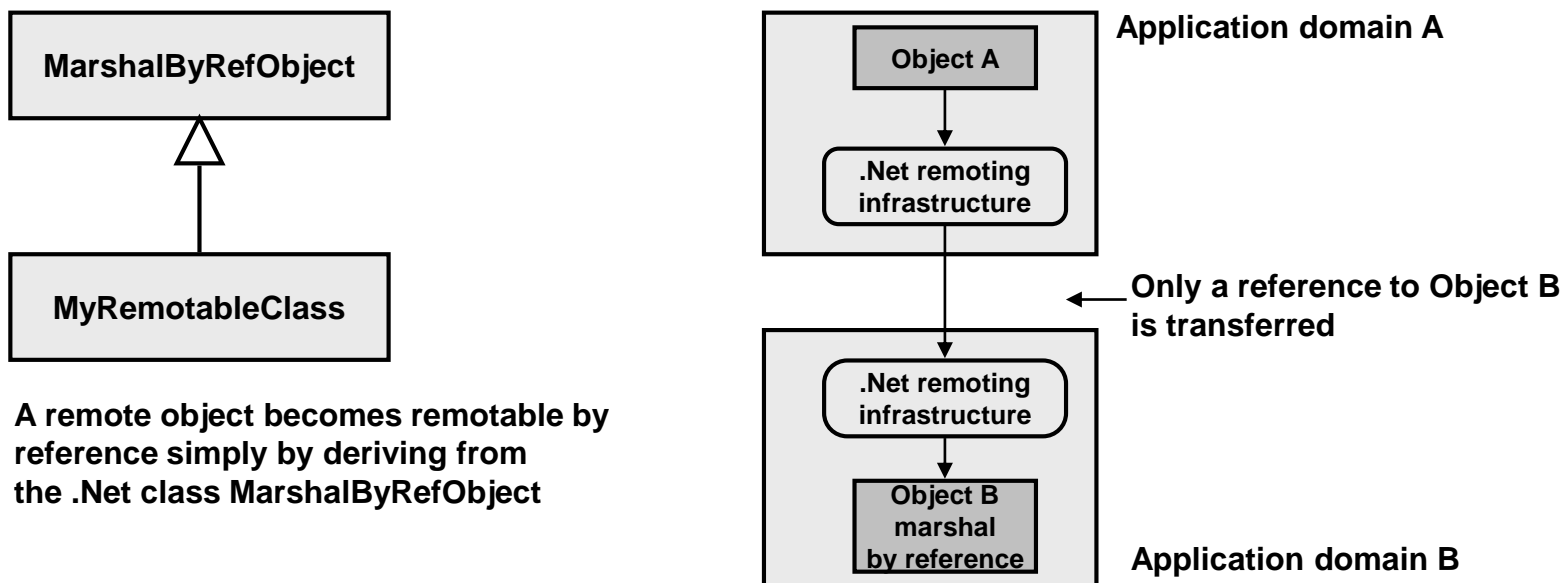 MarshalByRefObject
MyRemotableClass
A remote object becomes remotable by
reference simply by deriving from
the .Net class MarshalByRefObject
Application domain A
Object A
.Net remoting
infrastructure
Only a reference to Object B
is transferred
.Net remoting
infrastructure
Object B
marshal
by reference
Application domain B